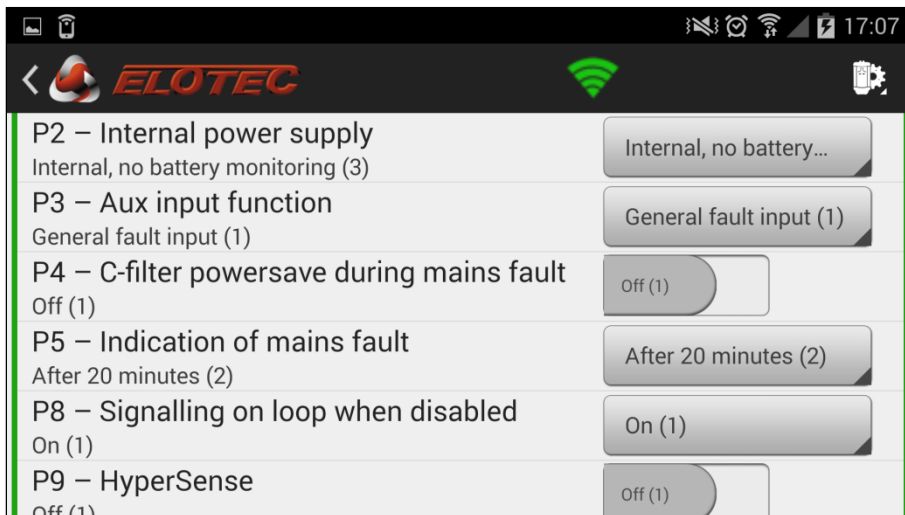 17:07
ELOTEC
P2 – Internal power supply
Internal, no battery monitoring (3)
Internal, no battery...
P3 – Aux input function
General fault input (1)
General fault input (1)
P4 – C-filter powersave during mains fault
Off (1)
Off (1)
P5 – Indication of mains fault
After 20 minutes (2)
After 20 minutes (2)
P8 – Signalling on loop when disabled
On (1)
On (1)
P9 – HyperSense
Off (1)
Off (1)